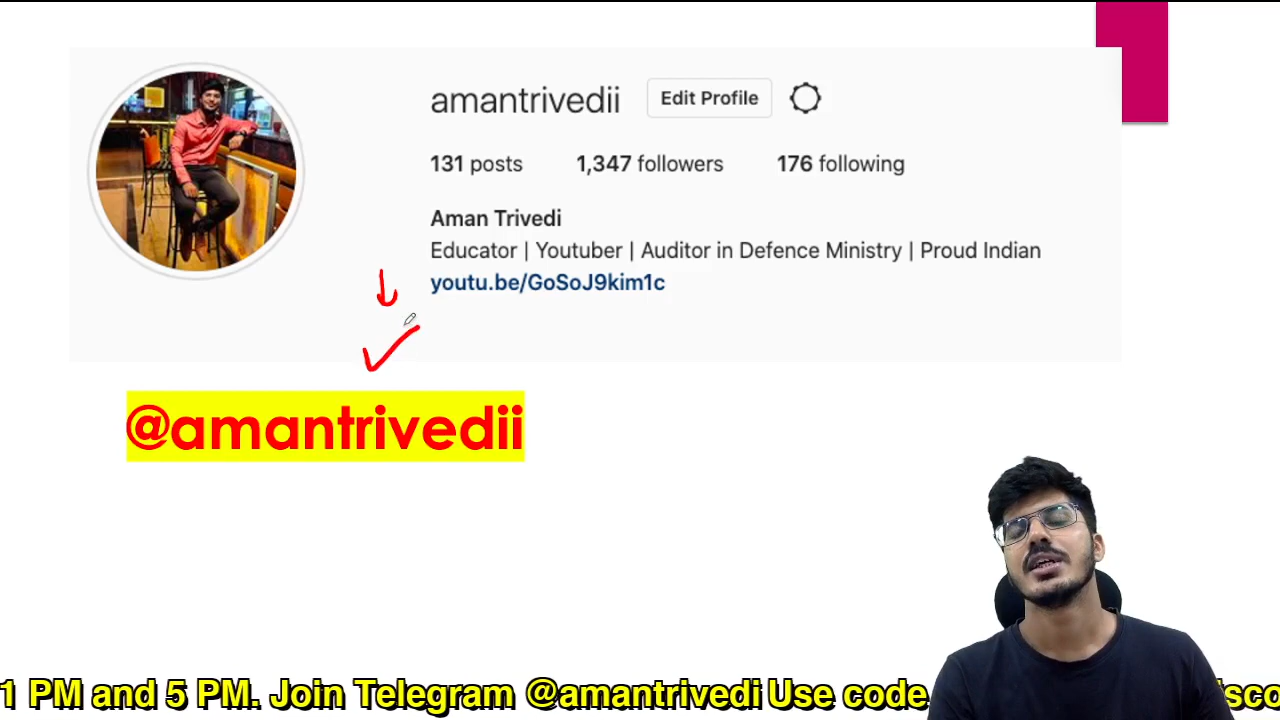 amantrivedii Edit Profile
131 posts 1,347 followers 176 following
Aman Trivedi
Educator | Youtuber | Auditor in Defence Ministry | Proud Indian
youtu.be/GoSoJ9kim1c
@amantrivedii
1 PM and 5 PM. Join Telegram @amantrivedi Use code